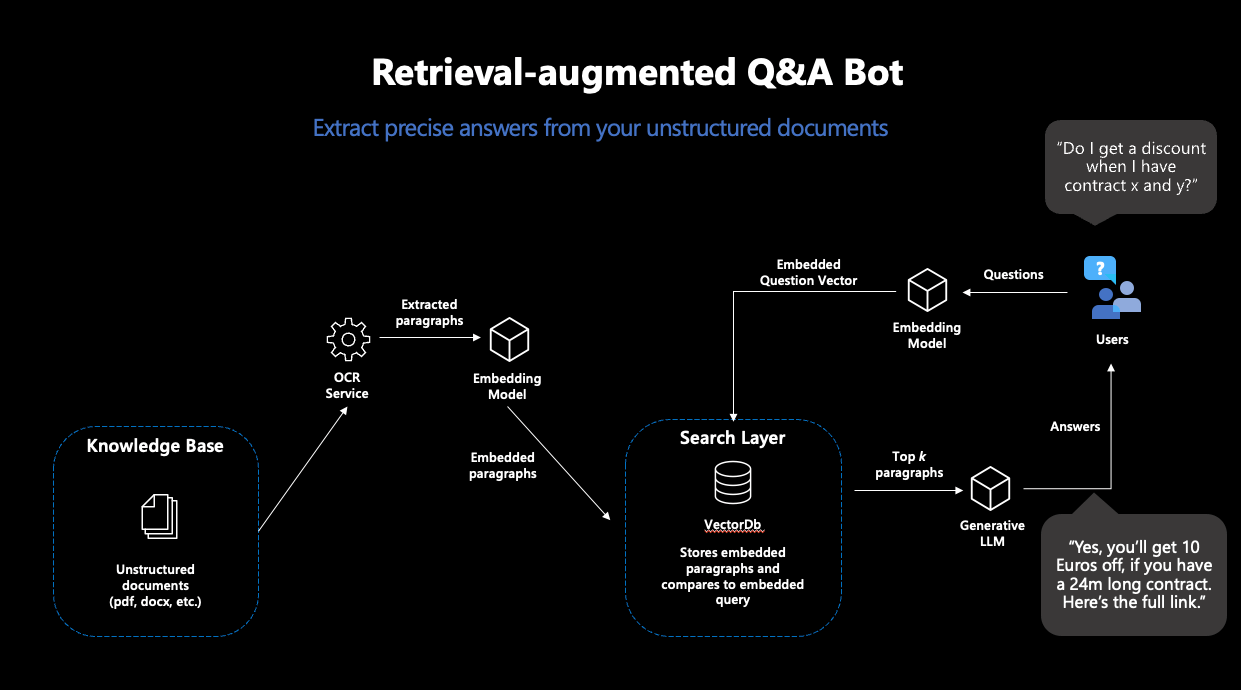 Retrieval-augmented Q&A Bot
Extract precise answers from your unstructured documents
“Do I get a discount
when I have
contract x and y?”
Embedded
Question Vector
Questions
?
Embedding
Model
Users
Extracted
paragraphs
OCR
Service
Embedding
Model
Knowledge Base
Unstructured
documents
(pdf, docx, etc.)
Embedded
paragraphs
Search Layer
VectorDb
Stores embedded
paragraphs and
compares to embedded
query
Top k
paragraphs
Generative
LLM
Answers
“Yes, you’ll get 10
Euros off, if you have
a 24m long contract.
Here’s the full link.”